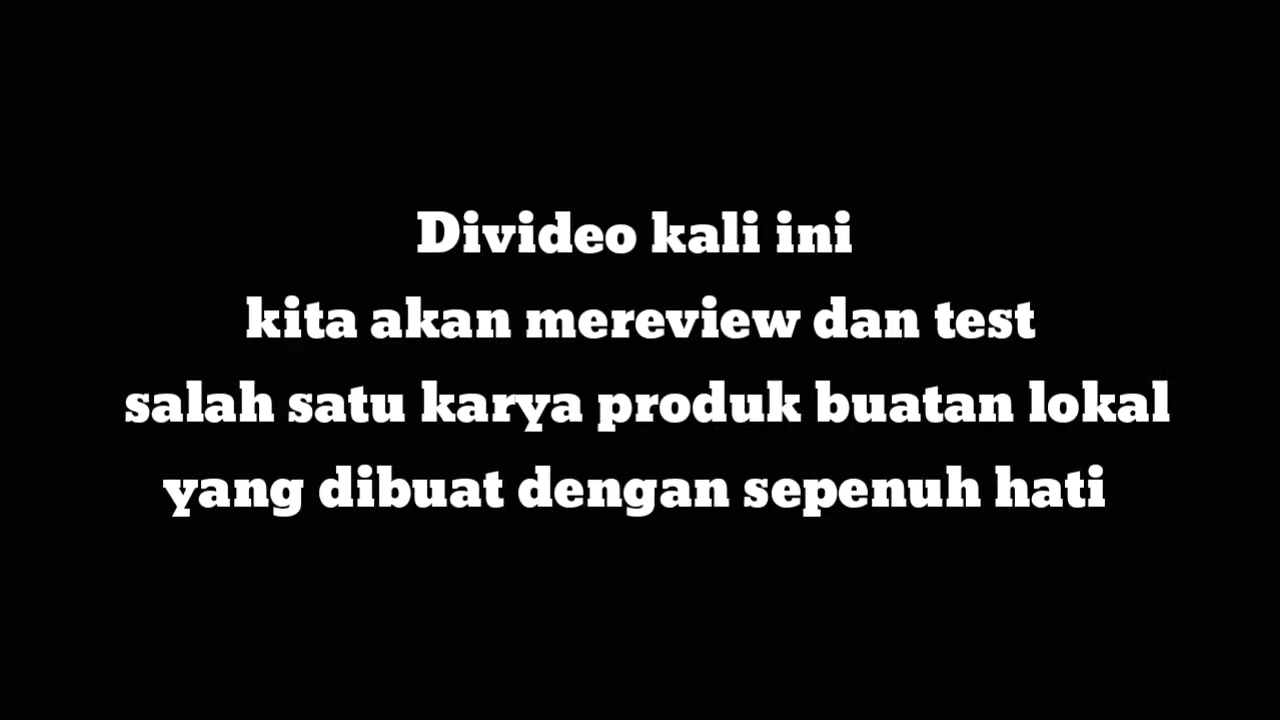 Divideo kali ini
kita akan mereview dan test
salah satu karya produk buatan lokal
yang dibuat dengan sepenuh hati